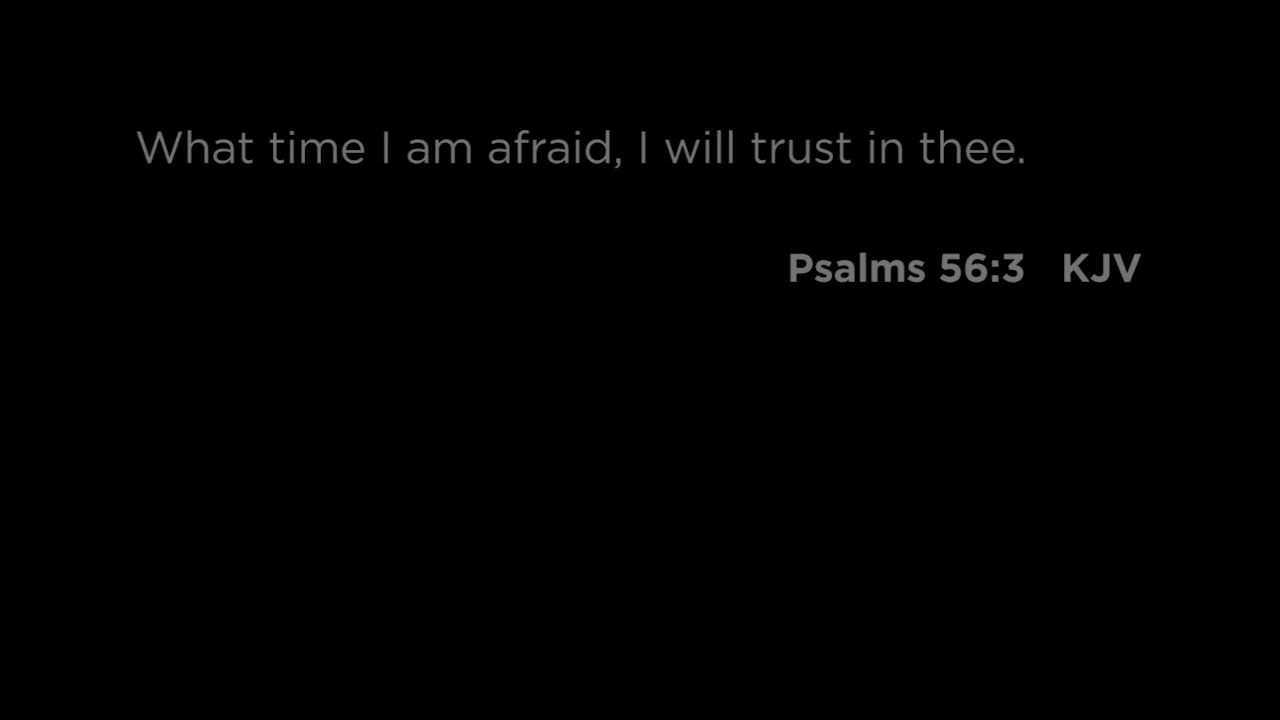 What time I am afraid, I will trust in thee.
Psalms 56:3 KJV